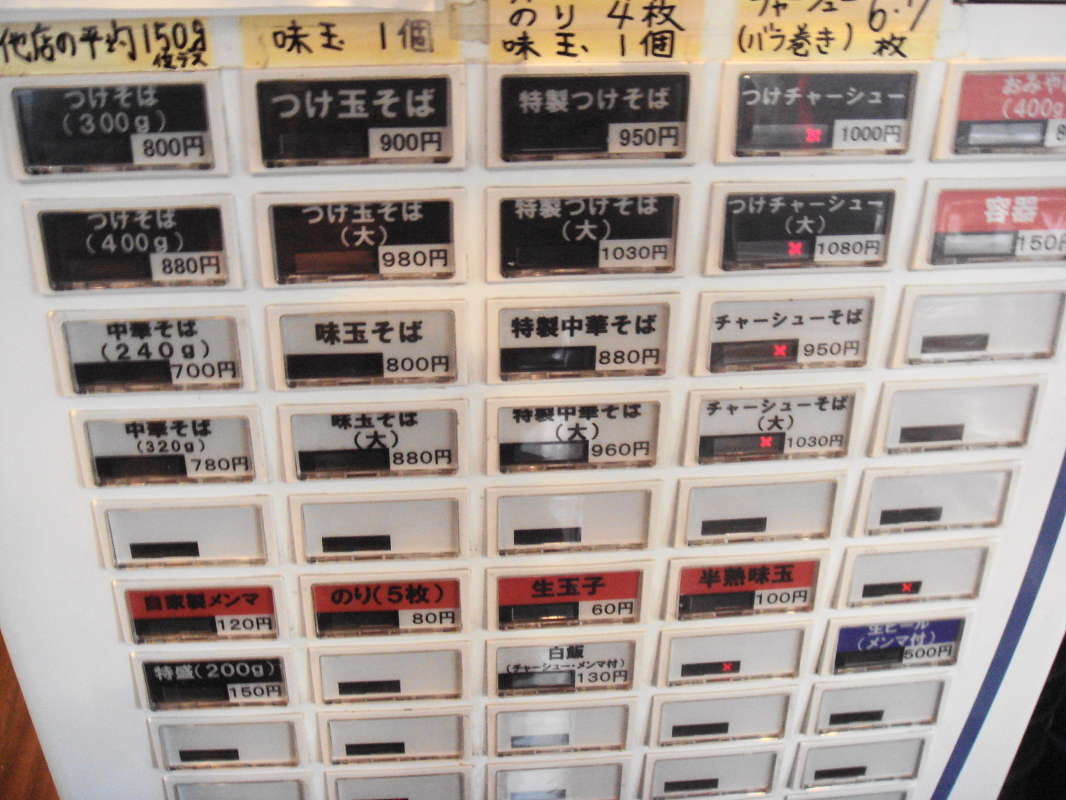 他店の平均150g
味玉 1個
のり 4枚
味玉 1個
チャーシュー 6.7
(バラ巻き) 枚
つけそば
(300g)
800円
つけ玉そば
900円
特製つけそば
950円
つけチャーシュー
1000円
おみや
(400g
つけそば
(400g)
880円
つけ玉そば
(大)
980円
特製つけそば
(大)
1030円
つけチャーシュー
(大)
1080円
容器
150円
中華そば
(240g)
700円
味玉そば
800円
特製中華そば
880円
チャーシューそば
950円
中華そば
(320g)
780円
味玉そば
(大)
880円
特製中華そば
(大)
960円
チャーシューそば
(大)
1030円
自家製メンマ
120円
のり(5枚)
80円
生玉子
60円
半熟味玉
100円
特盛(200g)
150円
白飯
(チャーシュー・メンマ付)
130円
生ビール
(メンマ付)
500円